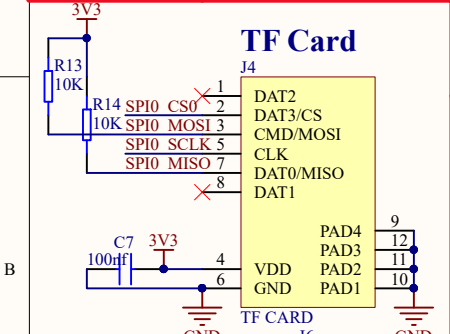 3V3
TF Card
J4
R13
10K
R14
10K
SPI0_CS0
SPI0_MOSI
SPI0_SCLK
SPI0_MISO
1 DAT2
2 DAT3/CS
3 CMD/MOSI
5 CLK
7 DAT0/MISO
8 DAT1
PAD4 9
PAD3 12
PAD2 11
PAD1 10
C7
100nf
3V3
4 VDD
6 GND
B
TF CARD
GND
GND